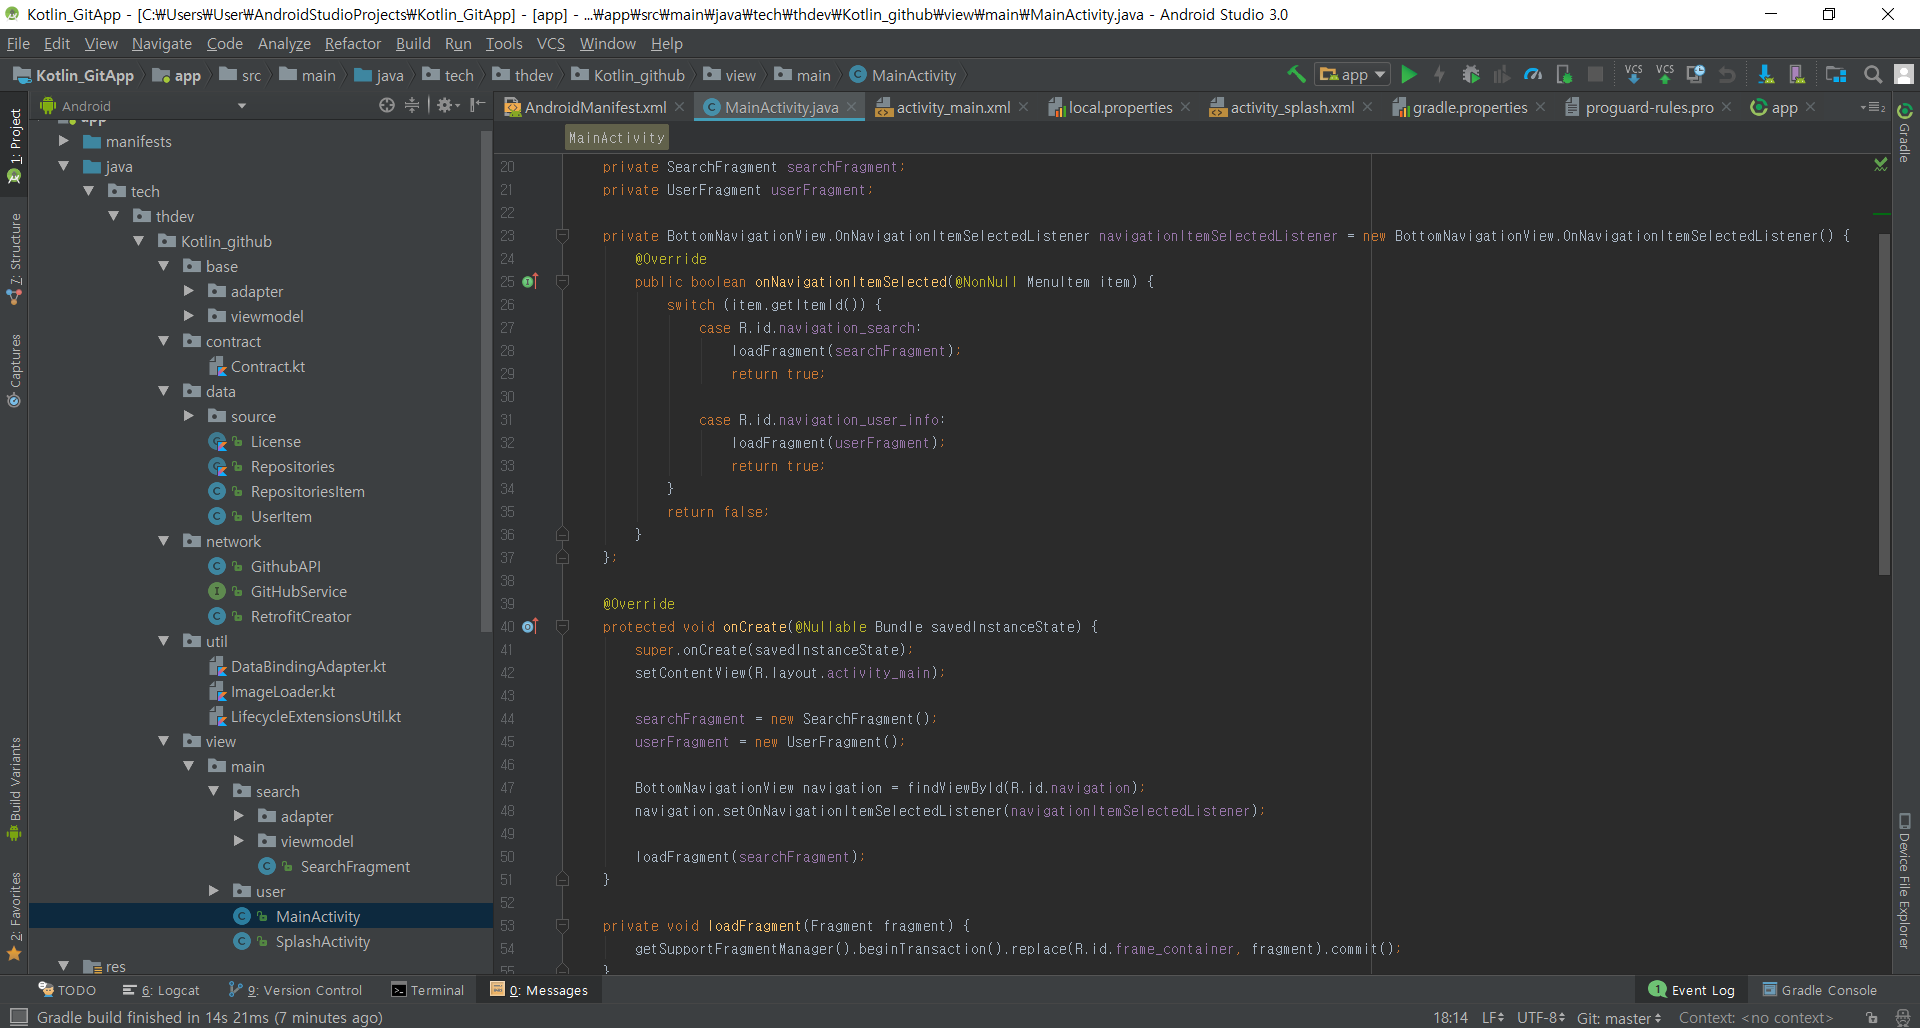 Kotlin_GitApp - [C:₩Users₩User₩AndroidStudioProjects₩Kotlin_GitApp] - [app] - ...₩app₩src₩main₩java₩tech₩thdev₩Kotlin_github₩view₩main₩MainActivity.java - Android Studio 3.0
File Edit View Navigate Code Analyze Refactor Build Run Tools VCS Window Help
Kotlin_GitApp app src main java tech thdev Kotlin_github view main MainActivity app VCS VCS
Android
AndroidManifest.xml MainActivity.java activity_main.xml local.properties activity_splash.xml gradle.properties proguard-rules.pro app
1: Project
7: Structure
Captures
Build Variants
2: Favorites
app
manifests
java
tech
thdev
Kotlin_github
base
adapter
viewmodel
contract
Contract.kt
data
source
License
Repositories
RepositoriesItem
UserItem
network
GithubAPI
GitHubService
RetrofitCreator
util
DataBindingAdapter.kt
ImageLoader.kt
LifecycleExtensionsUtil.kt
view
main
search
adapter
viewmodel
SearchFragment
user
MainActivity
SplashActivity
res
MainActivity
20 private SearchFragment searchFragment;
21 private UserFragment userFragment;
22
23 private BottomNavigationView.OnNavigationItemSelectedListener navigationItemSelectedListener = new BottomNavigationView.OnNavigationItemSelectedListener() {
24 @Override
25 public boolean onNavigationItemSelected(@NonNull MenuItem item) {
26 switch (item.getItemId()) {
27 case R.id.navigation_search:
28 loadFragment(searchFragment);
29 return true;
30
31 case R.id.navigation_user_info:
32 loadFragment(userFragment);
33 return true;
34 }
35 return false;
36 }
37 };
38
39 @Override
40 protected void onCreate(@Nullable Bundle savedInstanceState) {
41 super.onCreate(savedInstanceState);
42 setContentView(R.layout.activity_main);
43
44 searchFragment = new SearchFragment();
45 userFragment = new UserFragment();
46
47 BottomNavigationView navigation = findViewById(R.id.navigation);
48 navigation.setOnNavigationItemSelectedListener(navigationItemSelectedListener);
49
50 loadFragment(searchFragment);
51 }
52
53 private void loadFragment(Fragment fragment) {
54 getSupportFragmentManager().beginTransaction().replace(R.id.frame_container, fragment).commit();
55 }
Gradle
Device File Explorer
TODO 6: Logcat 9: Version Control Terminal 0: Messages 1 Event Log Gradle Console
Gradle build finished in 14s 21ms (7 minutes ago) 18:14 LF UTF-8 Git: master Context: <no context>